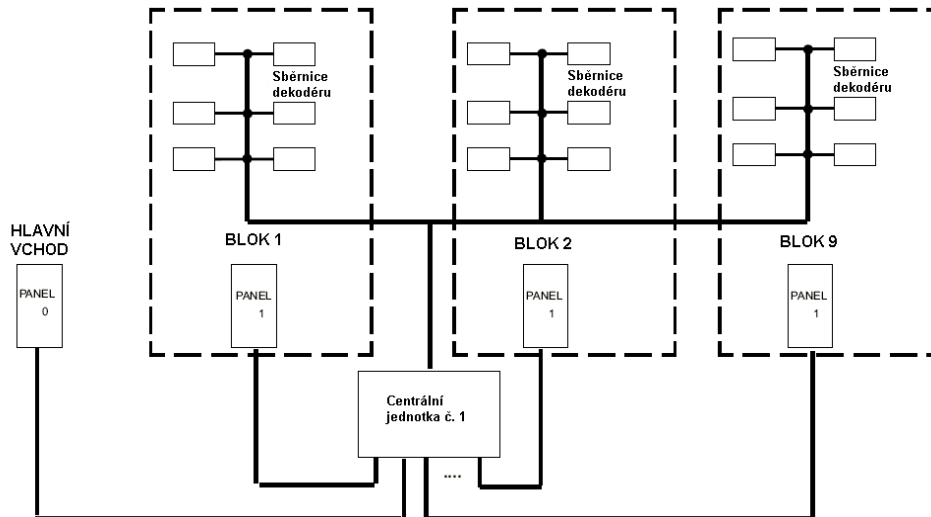 Sběrnice
dekodéru
Sběrnice
dekodéru
Sběrnice
dekodéru
HLAVNÍ
VCHOD
BLOK 1
BLOK 2
BLOK 9
PANEL
0
PANEL
1
PANEL
1
PANEL
1
Centrální
jednotka č. 1
....